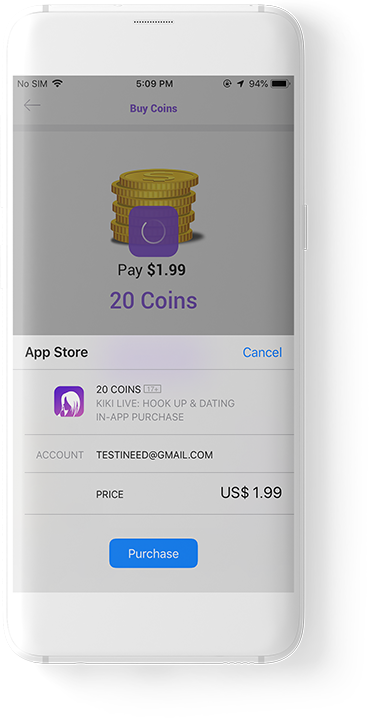 No SIM 5:09 PM 94%
Buy Coins
Pay $1.99
20 Coins
App Store Cancel
20 COINS 17+
KIKI LIVE: HOOK UP & DATING
IN-APP PURCHASE
ACCOUNT TESTINEED@GMAIL.COM
PRICE US$ 1.99
Purchase